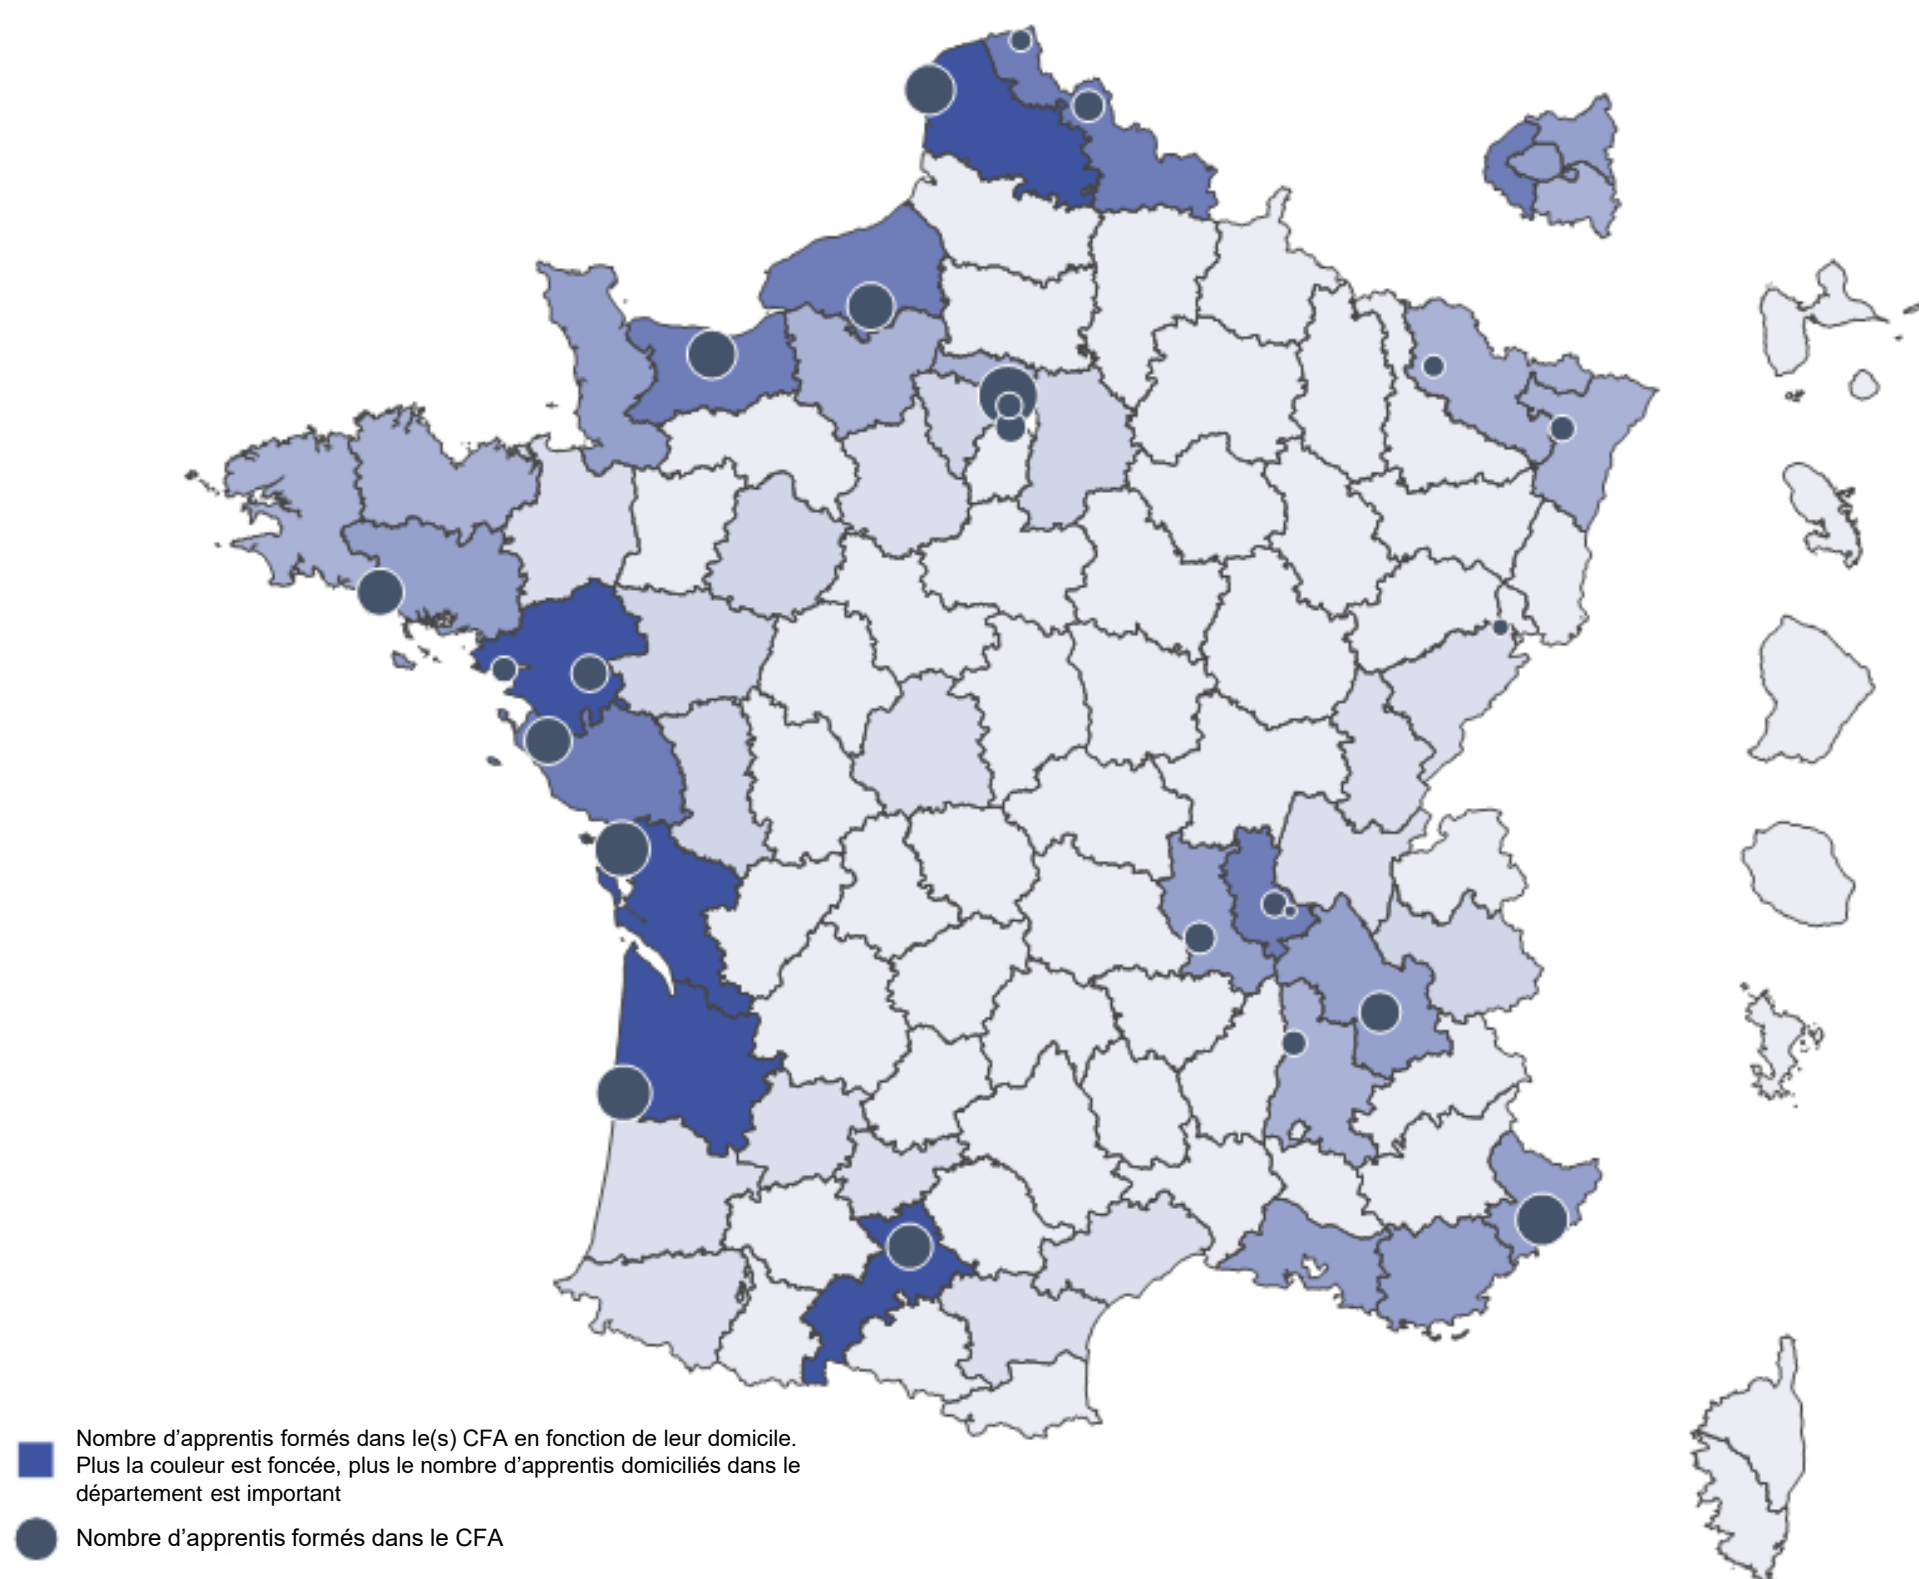 Nombre d’apprentis formés dans le(s) CFA en fonction de leur domicile.
Plus la couleur est foncée, plus le nombre d’apprentis domiciliés dans le
département est important
Nombre d’apprentis formés dans le CFA